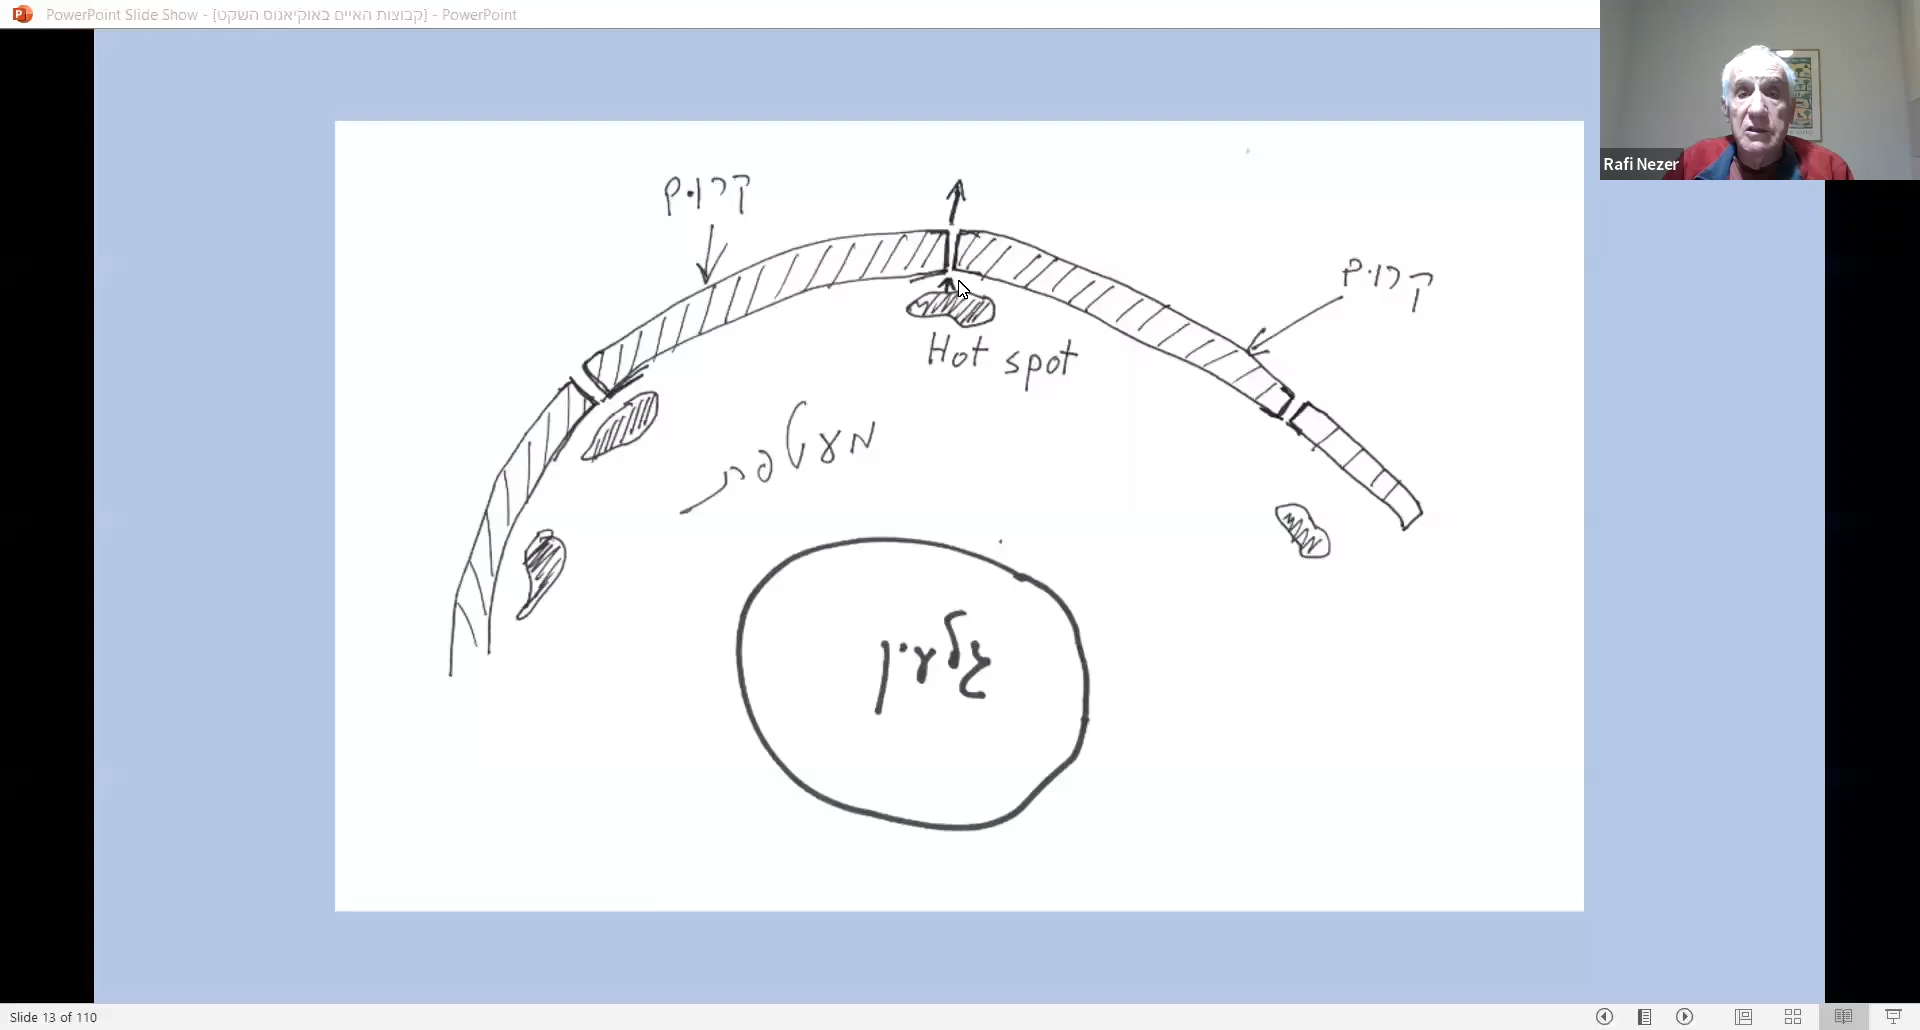 PowerPoint Slide Show - [קבוצות האיים באוקיאנוס השקט] - PowerPoint
Rafi Nezer
קרום
קרום
Hot spot
מעטפת
גלעין
Slide 13 of 110